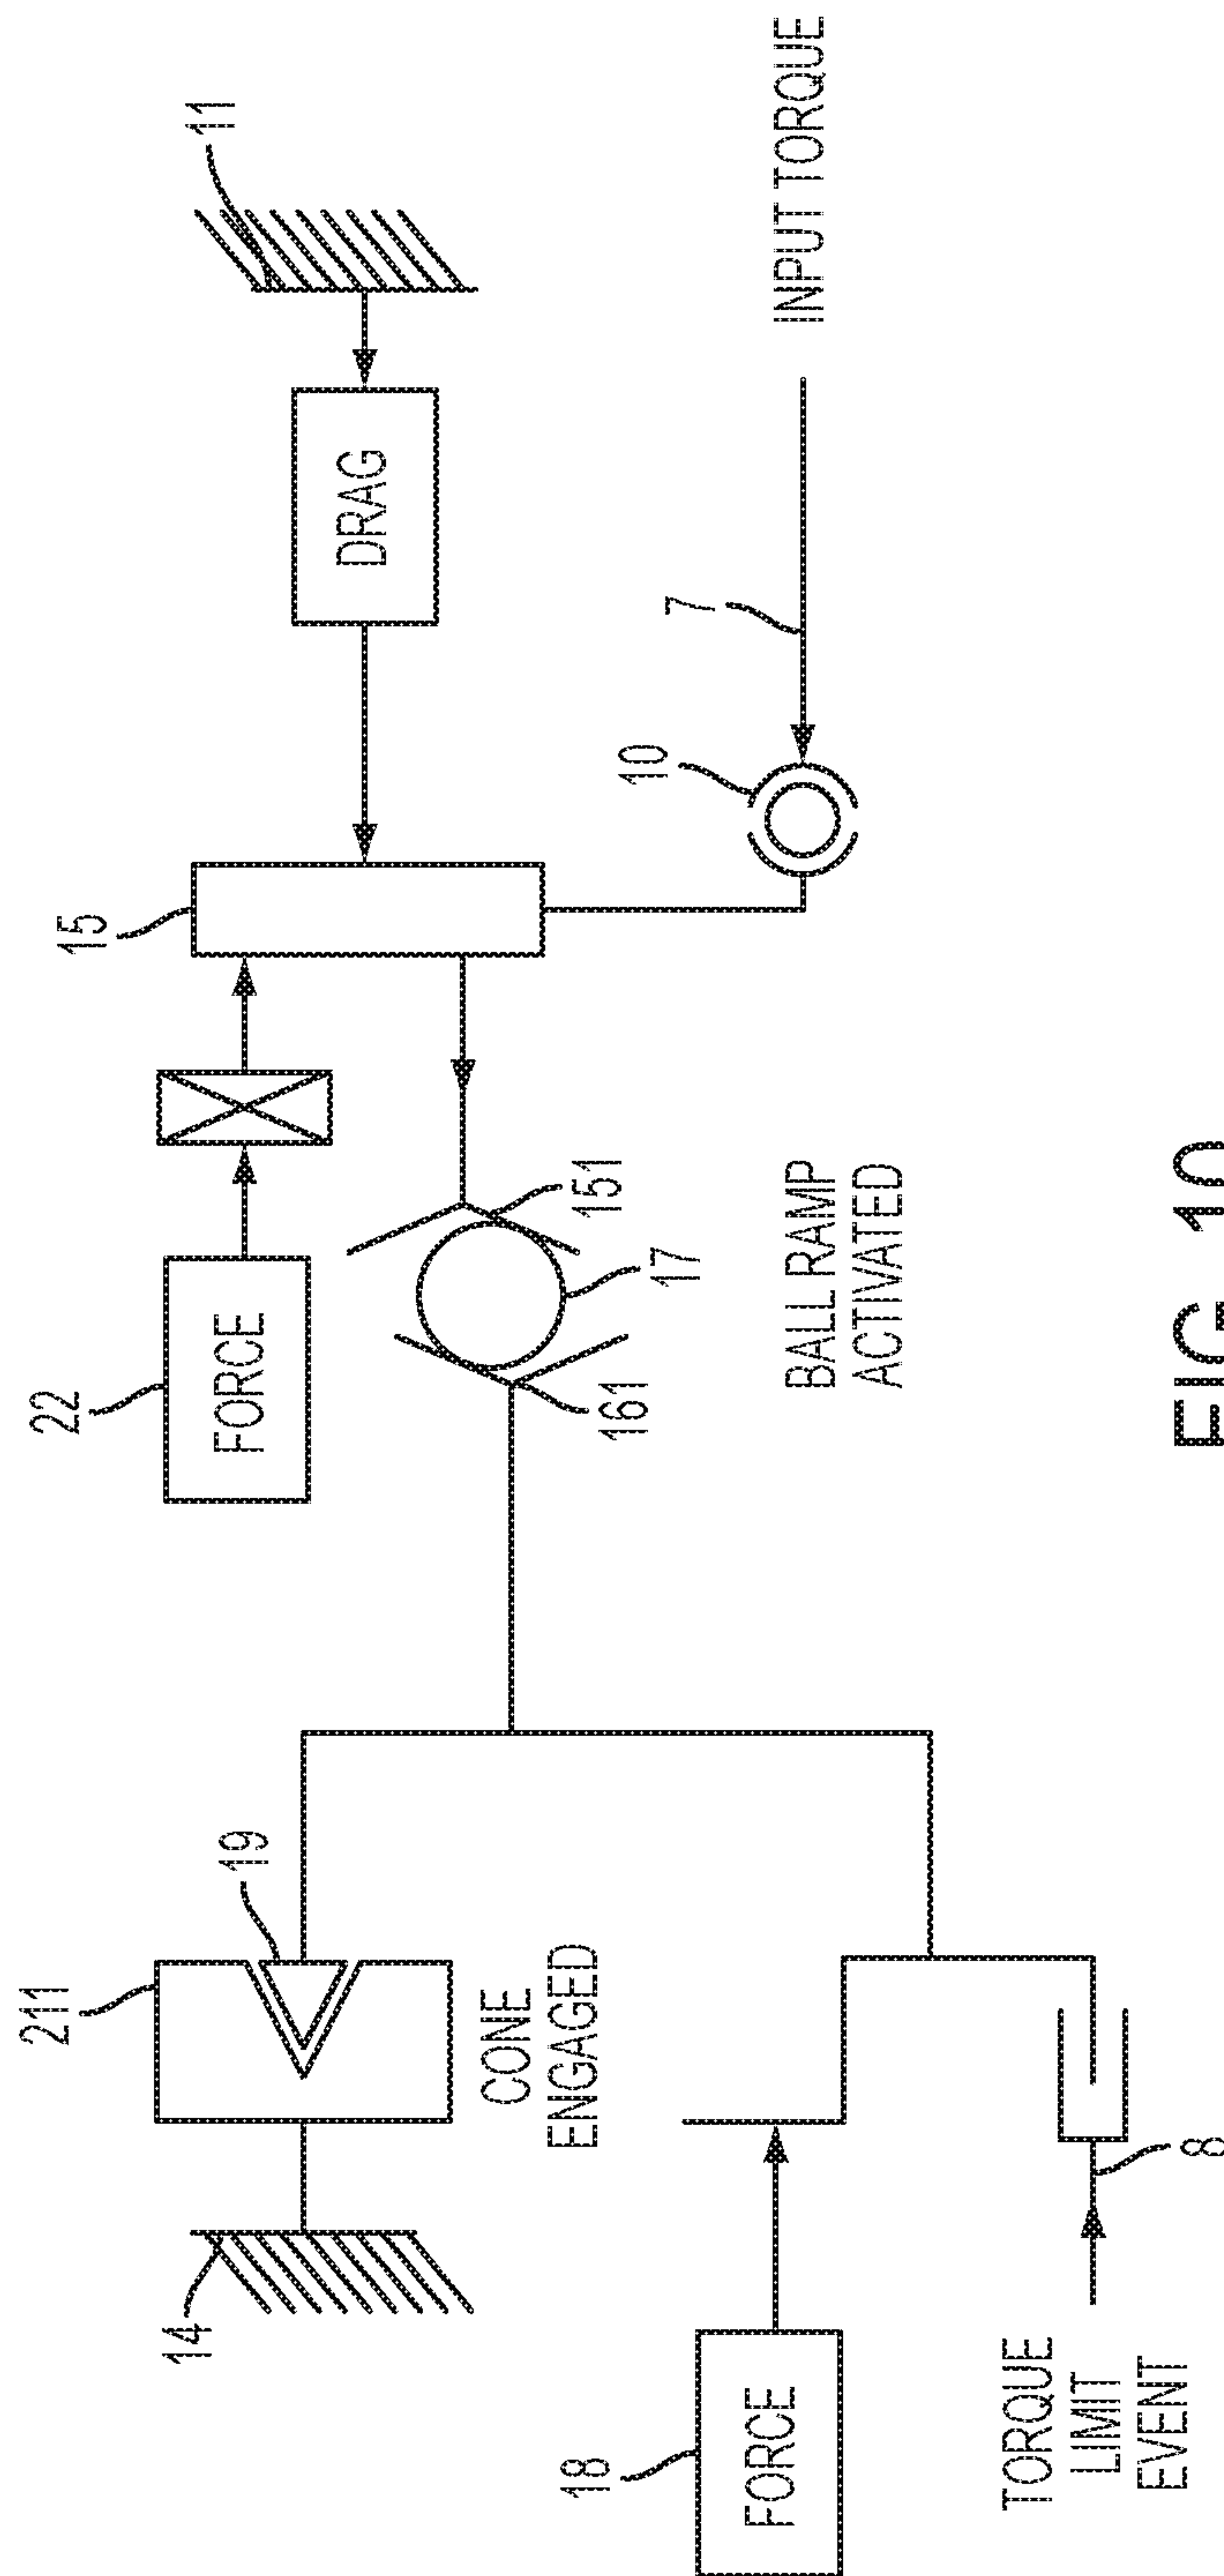 211
19
14
CONE
ENGAGED
18
FORCE
TORQUE
LIMIT
EVENT
8
22
FORCE
15
161
17
151
BALL RAMP
ACTIVATED
DRAG
11
10
7
INPUT TORQUE
FIG. 10